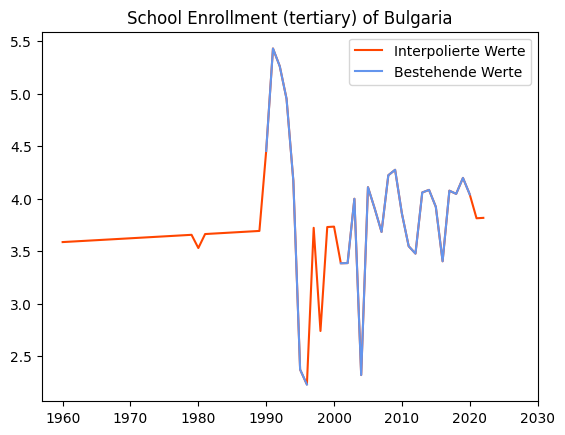 School Enrollment (tertiary) of Bulgaria
Interpolierte Werte
Bestehende Werte
5.5
5.0
4.5
4.0
3.5
3.0
2.5
1960 1970 1980 1990 2000 2010 2020 2030